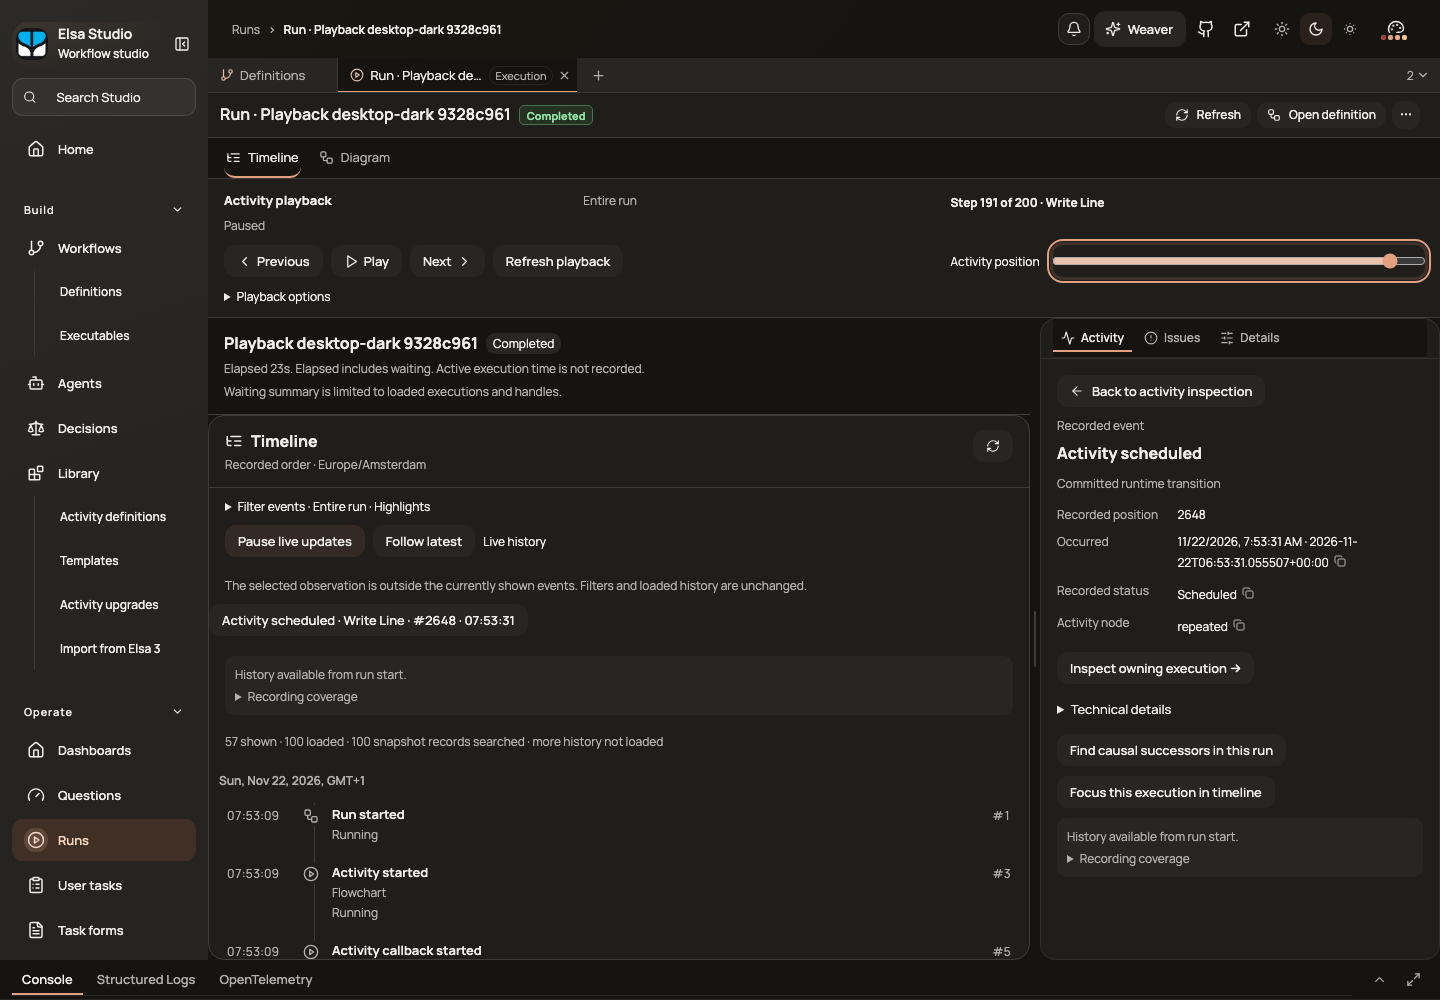 Elsa Studio
Workflow studio
Search Studio
Home
Build
Workflows
Definitions
Executables
Agents
Decisions
Library
Activity definitions
Templates
Activity upgrades
Import from Elsa 3
Operate
Dashboards
Questions
Runs
User tasks
Task forms
Runs › Run · Playback desktop-dark 9328c961
Weaver
Definitions
Run · Playback de... Execution
2
Run · Playback desktop-dark 9328c961 Completed
Refresh
Open definition
Timeline
Diagram
Activity playback
Entire run
Step 191 of 200 · Write Line
Paused
Previous
Play
Next
Refresh playback
Activity position
Playback options
Playback desktop-dark 9328c961 Completed
Elapsed 23s. Elapsed includes waiting. Active execution time is not recorded.
Waiting summary is limited to loaded executions and handles.
Timeline
Recorded order · Europe/Amsterdam
Filter events · Entire run · Highlights
Pause live updates
Follow latest
Live history
The selected observation is outside the currently shown events. Filters and loaded history are unchanged.
Activity scheduled · Write Line · #2648 · 07:53:31
History available from run start.
Recording coverage
57 shown · 100 loaded · 100 snapshot records searched · more history not loaded
Sun, Nov 22, 2026, GMT+1
07:53:09 Run started #1
Running
07:53:09 Activity started #3
Flowchart
Running
07:53:09 Activity callback started #5
Activity
Issues
Details
Back to activity inspection
Recorded event
Activity scheduled
Committed runtime transition
Recorded position 2648
Occurred 11/22/2026, 7:53:31 AM · 2026-11-
22T06:53:31.055507+00:00
Recorded status Scheduled
Activity node repeated
Inspect owning execution →
Technical details
Find causal successors in this run
Focus this execution in timeline
History available from run start.
Recording coverage
Console
Structured Logs
OpenTelemetry